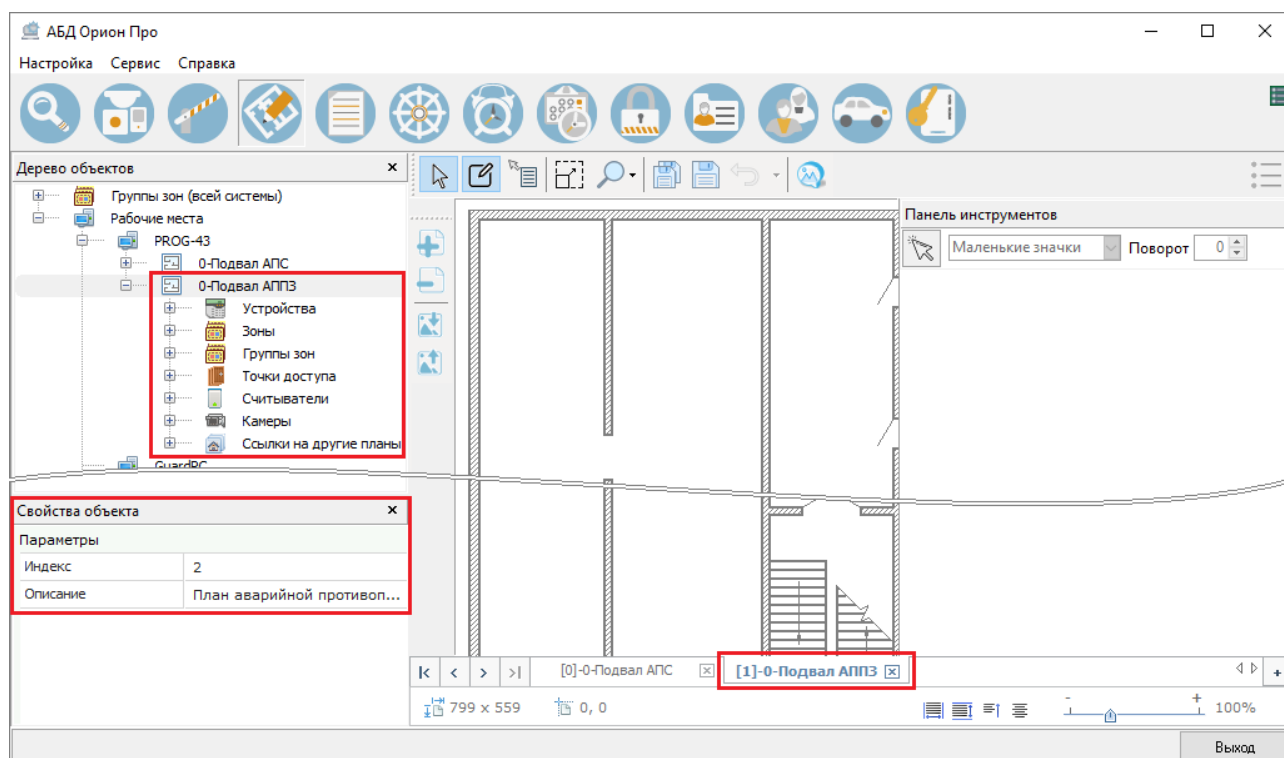 АБД Орион Про
Настройка Сервис Справка
Дерево объектов
Группы зон (всей системы)
Рабочие места
PROG-43
0-Подвал АПС
0-Подвал АППЗ
Устройства
Зоны
Группы зон
Точки доступа
Считыватели
Камеры
Ссылки на другие планы
GuardPC
Панель инструментов
Маленькие значки Поворот 0
Свойства объекта
Параметры
Индекс 2
Описание План аварийной противоп...
[0]-0-Подвал АПС [1]-0-Подвал АППЗ
799 x 559 0, 0 - + 100%
Выход